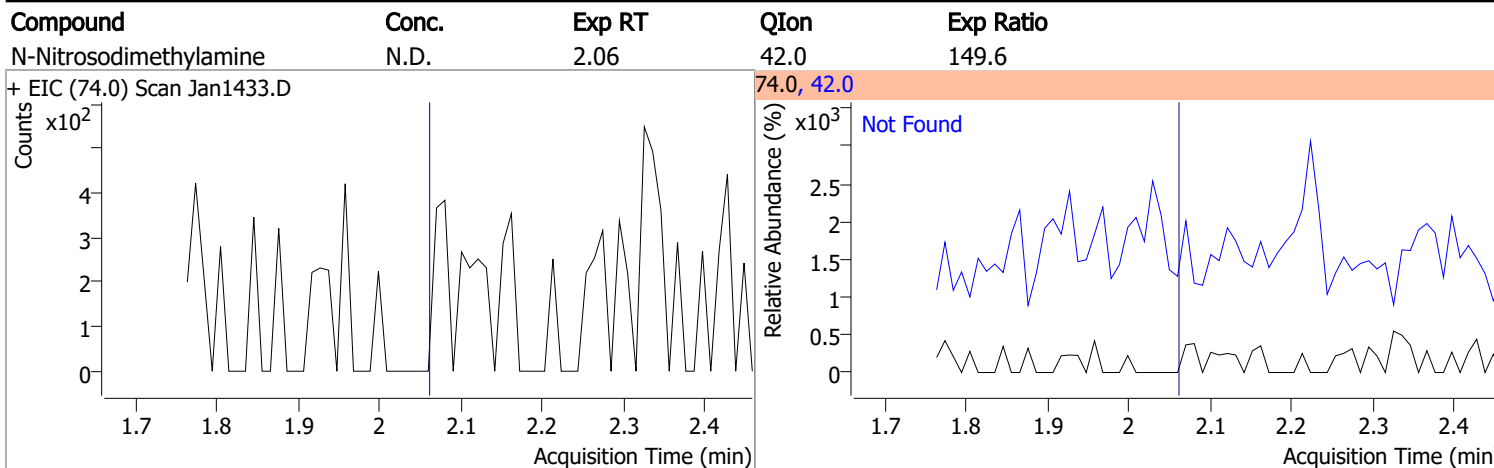 Compound Conc. Exp RT QIon Exp Ratio
N-Nitrosodimethylamine N.D. 2.06 42.0 149.6
+ EIC (74.0) Scan Jan1433.D
Counts
x10²
4
3
2
1
0
1.7 1.8 1.9 2 2.1 2.2 2.3 2.4
Acquisition Time (min)
74.0, 42.0
Relative Abundance (%)
x10³
Not Found
2.5
2
1.5
1
0.5
0
1.7 1.8 1.9 2 2.1 2.2 2.3 2.4
Acquisition Time (min